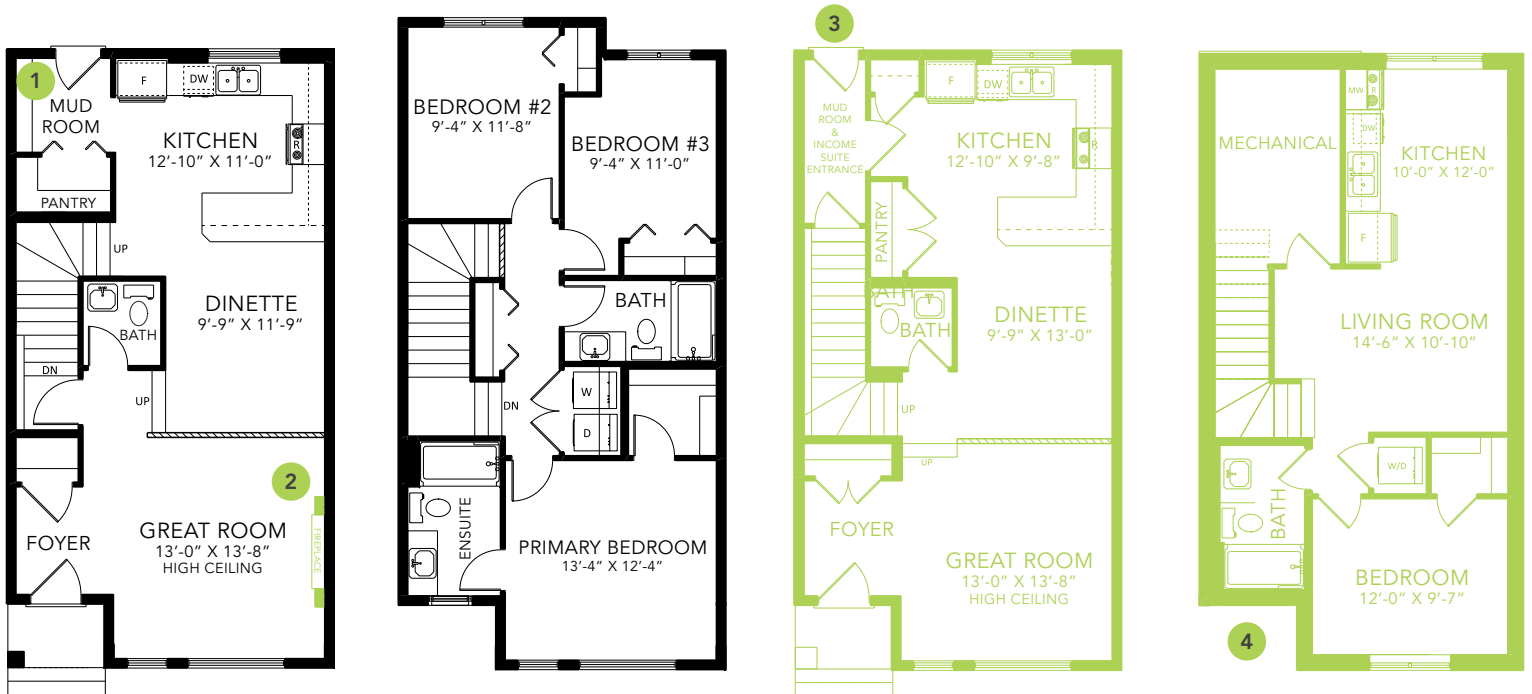 1
MUD
ROOM
PANTRY
F
DW
KITCHEN
12'-10" X 11'-0"
R
UP
DINETTE
9'-9" X 11'-9"
BATH
DN
UP
2
FOYER
GREAT ROOM
13'-0" X 13'-8"
HIGH CEILING
FIREPLACE
BEDROOM #2
9'-4" X 11'-8"
BEDROOM #3
9'-4" X 11'-0"
BATH
DN
W
D
ENSUITE
PRIMARY BEDROOM
13'-4" X 12'-4"
3
MUD
ROOM
&
INCOME
SUITE
ENTRANCE
F
DW
KITCHEN
12'-10" X 9'-8"
R
PANTRY
BATH
BATH
DINETTE
9'-9" X 13'-0"
UP
UP
FOYER
GREAT ROOM
13'-0" X 13'-8"
HIGH CEILING
MECHANICAL
MW
R
DW
KITCHEN
10'-0" X 12'-0"
F
LIVING ROOM
14'-6" X 10'-10"
W/D
BATH
BEDROOM
12'-0" X 9'-7"
4